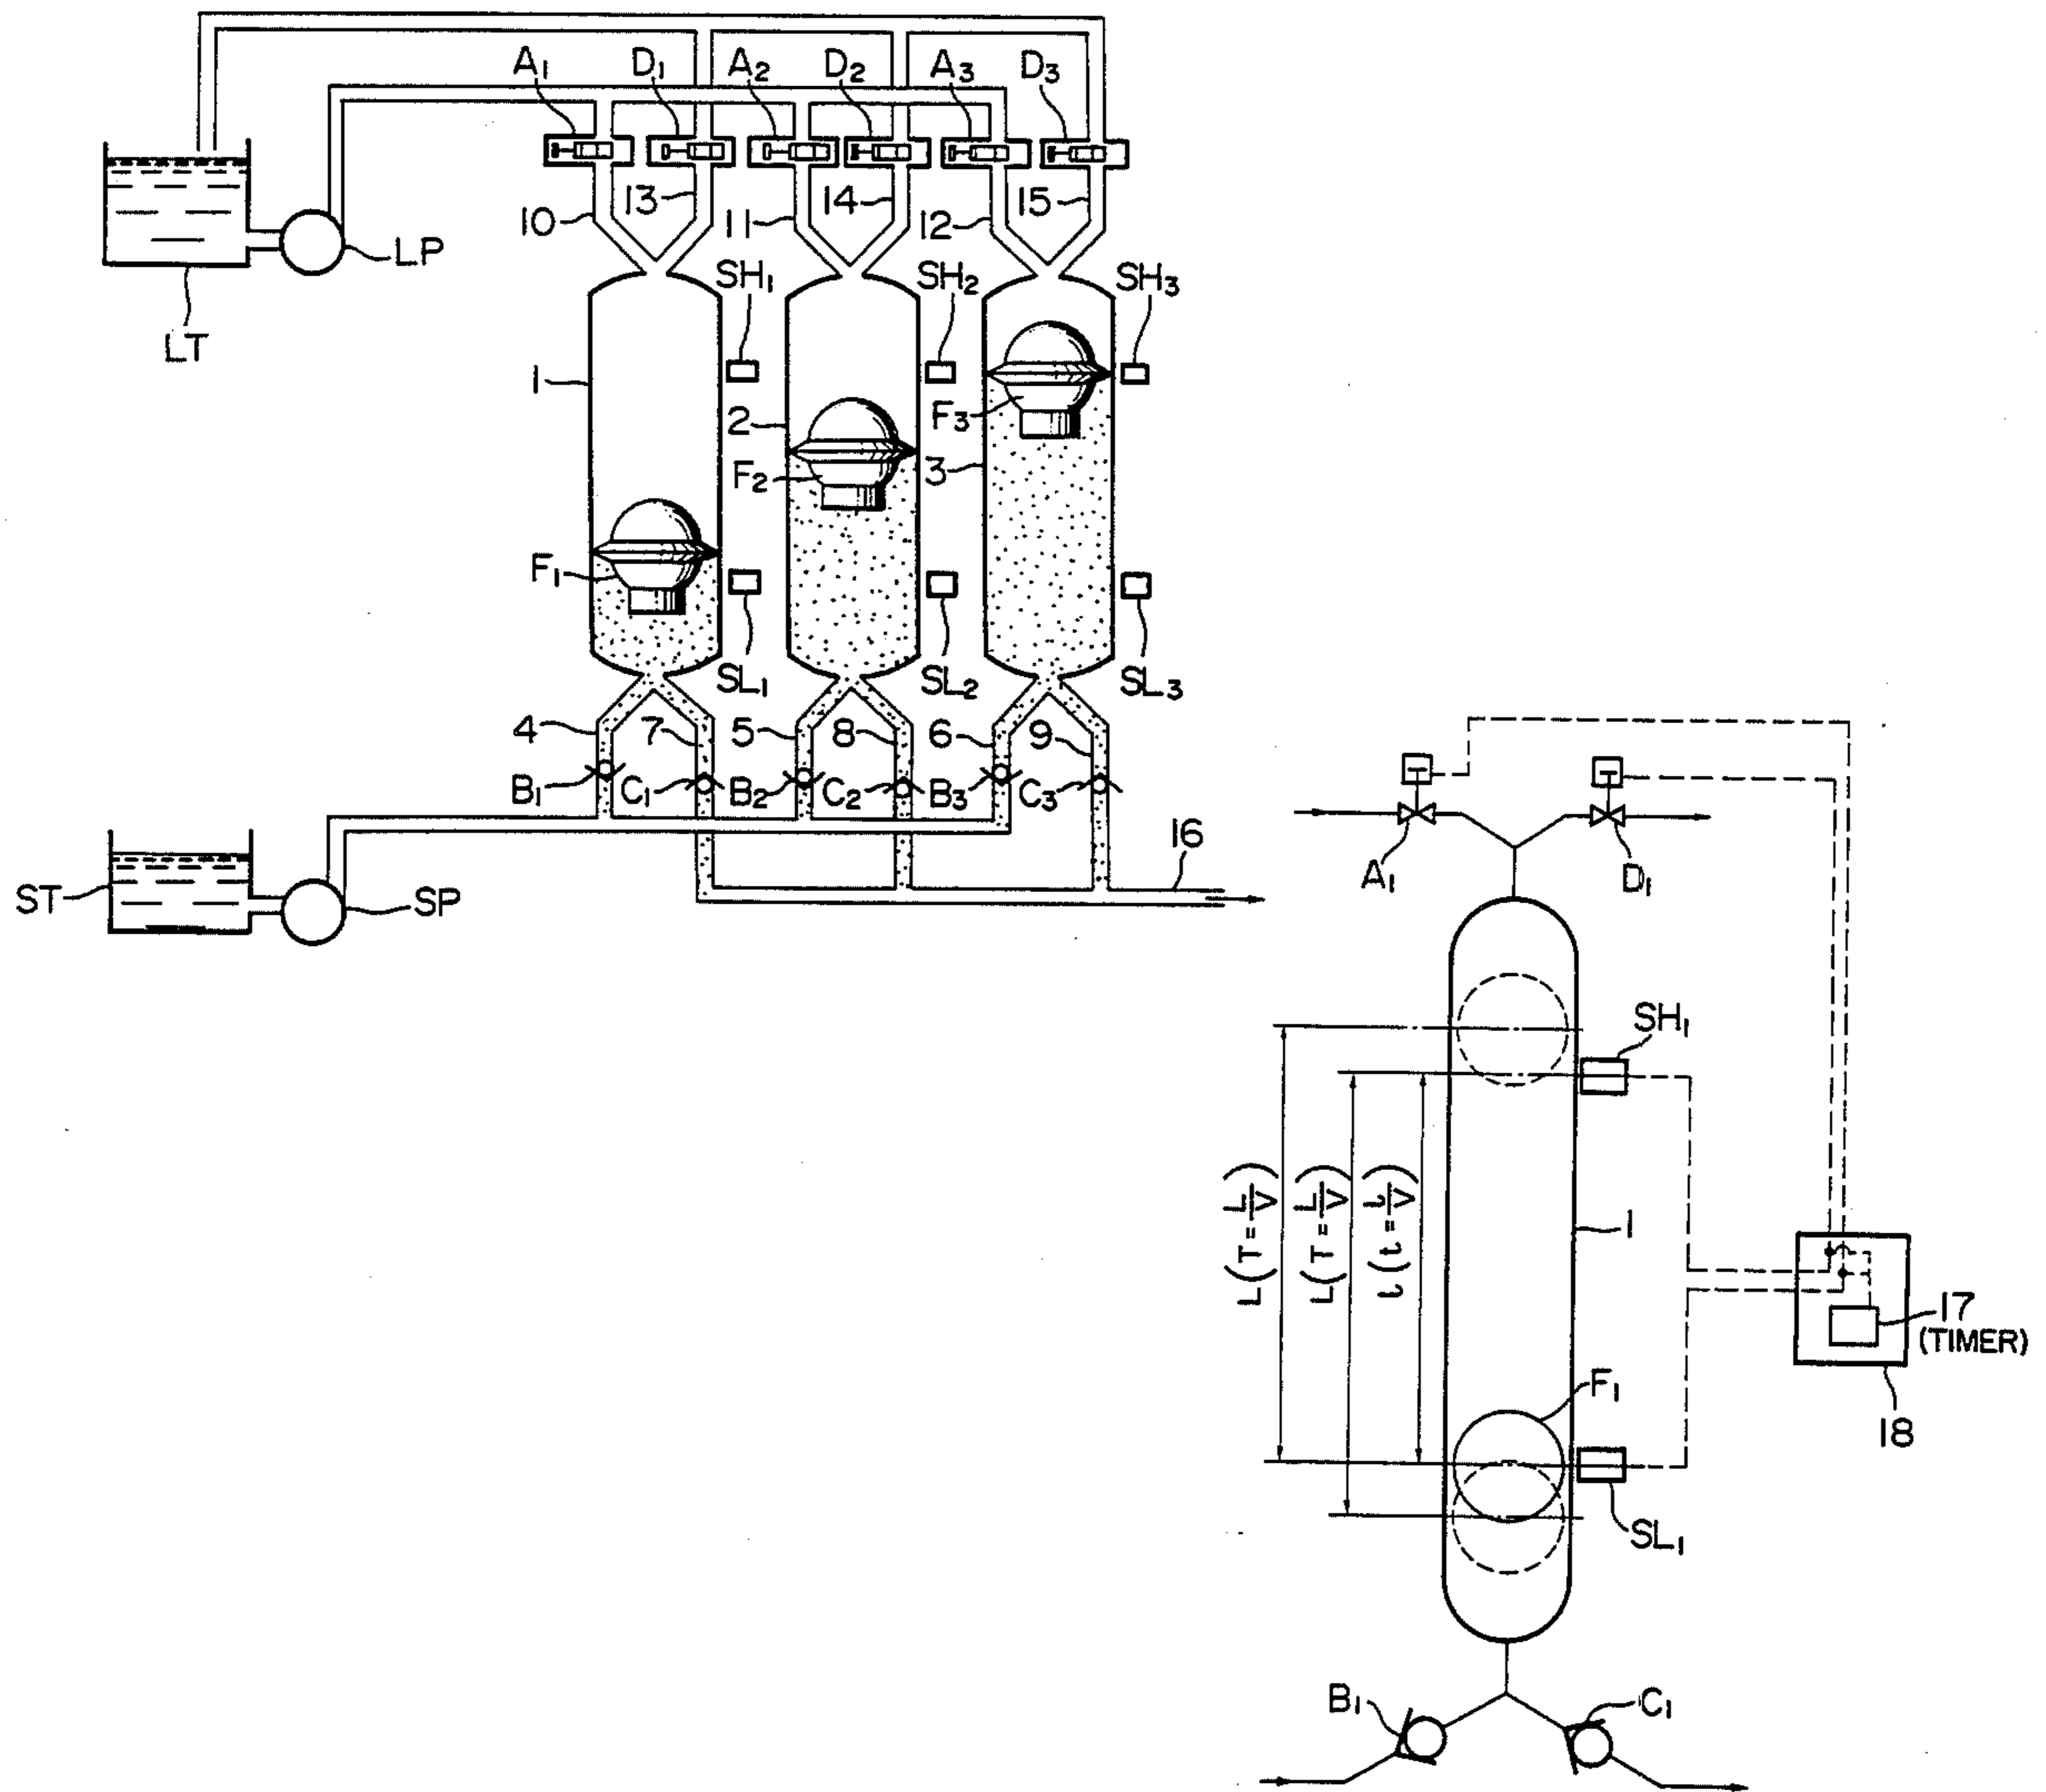 A₁ D₁ A₂ D₂ A₃ D₃
10 13 11 14 12 15
LP
LT
SH₁ SH₂ SH₃
1 2 3
F₁ F₂ F₃
SL₁ SL₂ SL₃
4 7 5 8 6 9
B₁ C₁ B₂ C₂ B₃ C₃
16
ST SP
A₁ D₁
SH₁
L(T=L/V)
L(T=L/V)
l(t=l/V)
1
17
(TIMER)
18
F₁
SL₁
B₁ C₁